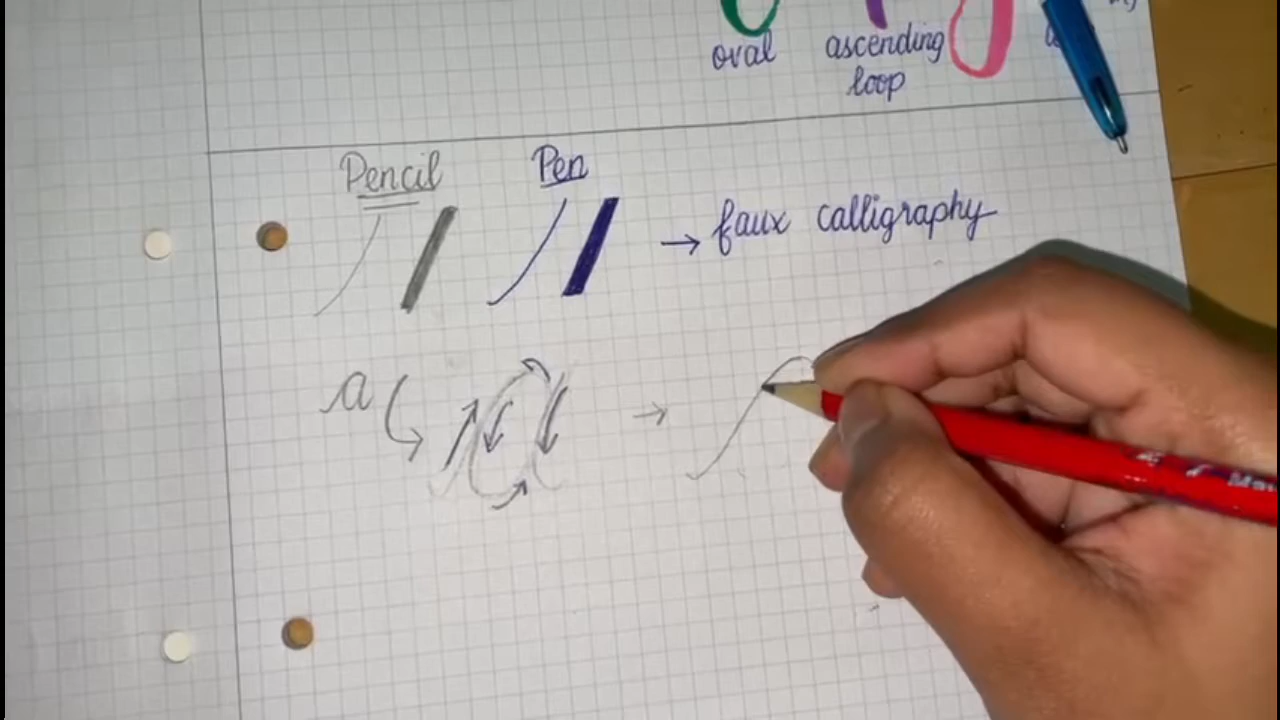 oval
ascending
loop
Pencil
Pen
→ faux calligraphy
a